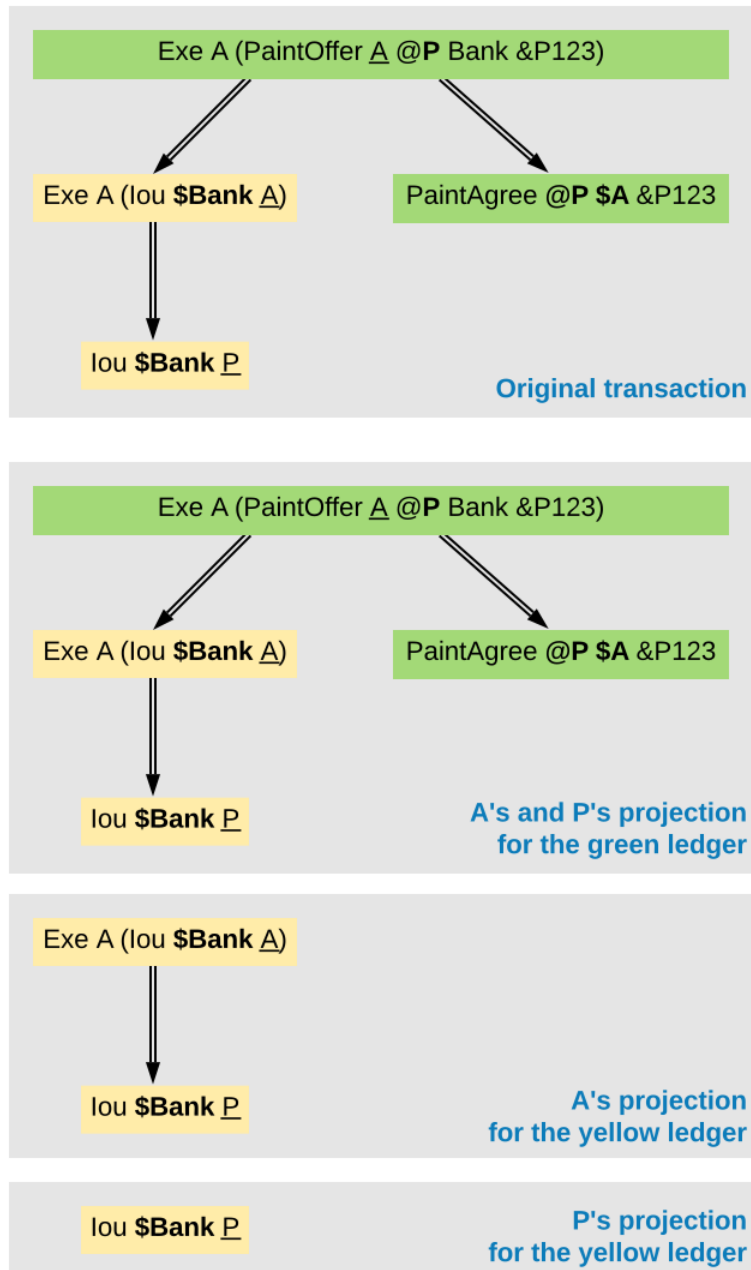 Exe A (PaintOffer A @P Bank &P123)
Exe A (Iou $Bank A)
PaintAgree @P $A &P123
Iou $Bank P
Original transaction
Exe A (PaintOffer A @P Bank &P123)
Exe A (Iou $Bank A)
PaintAgree @P $A &P123
Iou $Bank P
A's and P's projection
for the green ledger
Exe A (Iou $Bank A)
Iou $Bank P
A's projection
for the yellow ledger
Iou $Bank P
P's projection
for the yellow ledger